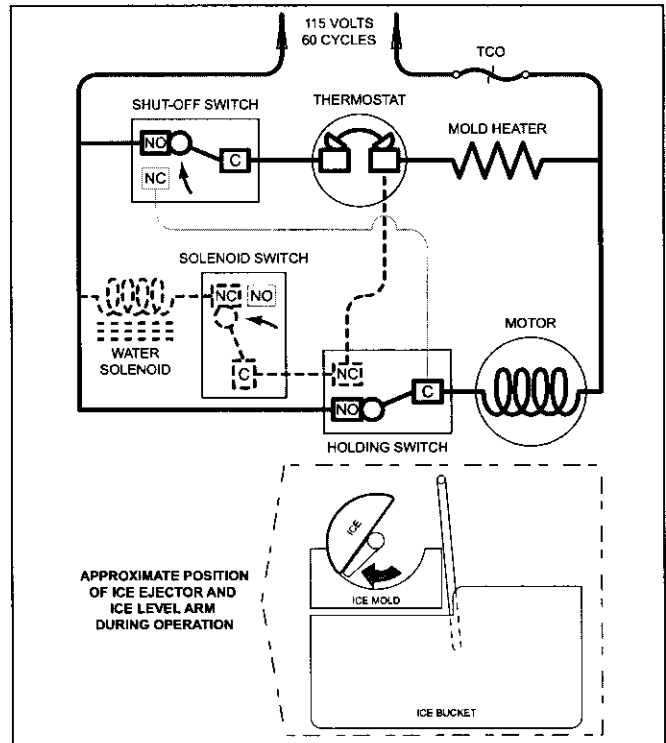 115 VOLTS
60 CYCLES
TCO
SHUT-OFF SWITCH
THERMOSTAT
MOLD HEATER
NO
C
NC
SOLENOID SWITCH
NC
NO
MOTOR
WATER
SOLENOID
C
NC
C
NO
HOLDING SWITCH
ICE
APPROXIMATE POSITION
OF ICE EJECTOR AND
ICE LEVEL ARM
DURING OPERATION
ICE MOLD
ICE BUCKET